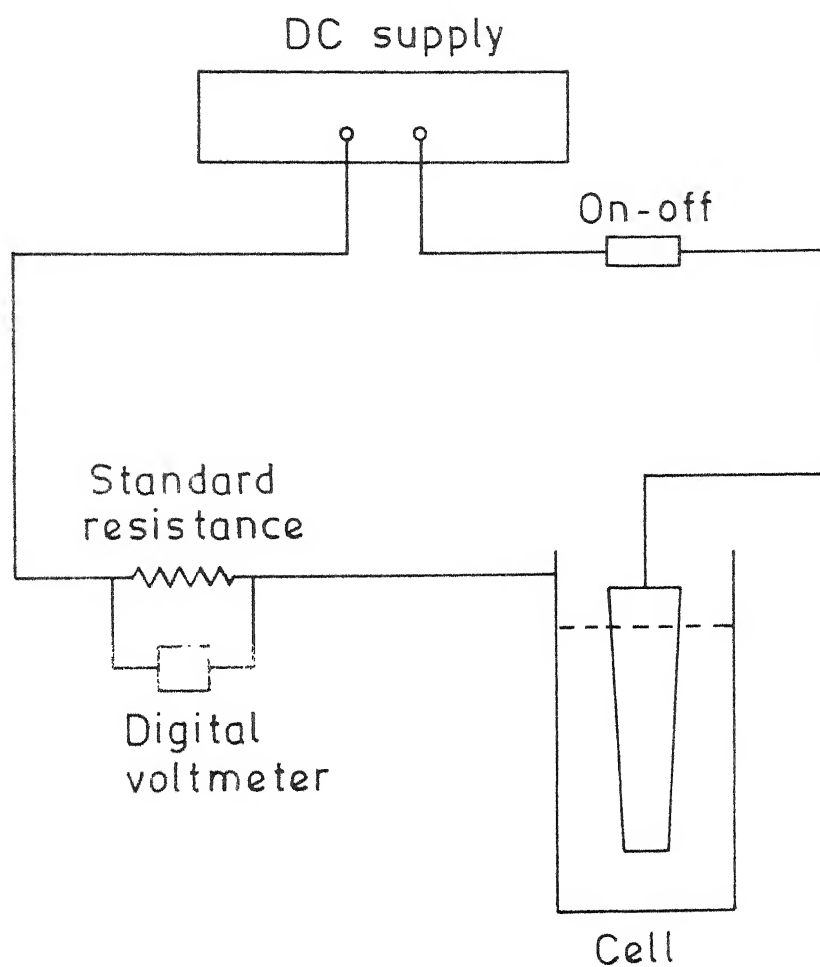 DC supply
On-off
Standard
resistance
Digital
voltmeter
Cell